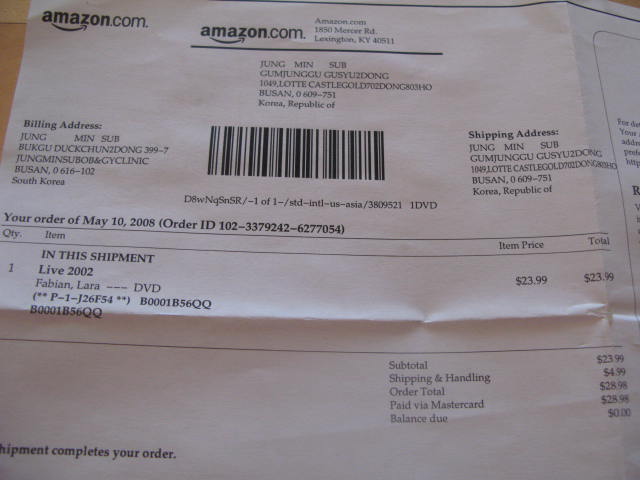 amazon.com.
amazon.com.
Amazon.com
1850 Mercer Rd.
Lexington, KY 40511
JUNG MIN SUB
GUMJUNGGU GUSYU2DONG
1049,LOTTE CASTLEGOLD702DONG803HO
BUSAN, 0 609-751
Korea, Republic of
Billing Address:
JUNG MIN SUB
BUKGU DUCKCHUN2DONG 399-7
JUNGMINSUBOB&GYCLINIC
BUSAN, 0 616-102
South Korea
Shipping Address:
JUNG MIN SUB
GUMJUNGGU GUSYU2DONG
1049,LOTTE CASTLEGOLD702DONG803HO
BUSAN, 0 609-751
Korea, Republic of
D8wNqSnSR/-1 of 1-/std-intl-us-asia/3809521 1DVD
Your order of May 10, 2008 (Order ID 102-3379242-6277054)
Qty. Item Item Price Total
IN THIS SHIPMENT
1 Live 2002 $23.99 $23.99
Fabian, Lara --- DVD
(** P-1-J26F54 **) B0001B56QQ
B0001B56QQ
Subtotal $23.99
Shipping & Handling $4.99
Order Total $28.98
Paid via Mastercard $28.98
Balance due $0.00
hipment completes your order.
For de
Your
addre
prefe
http